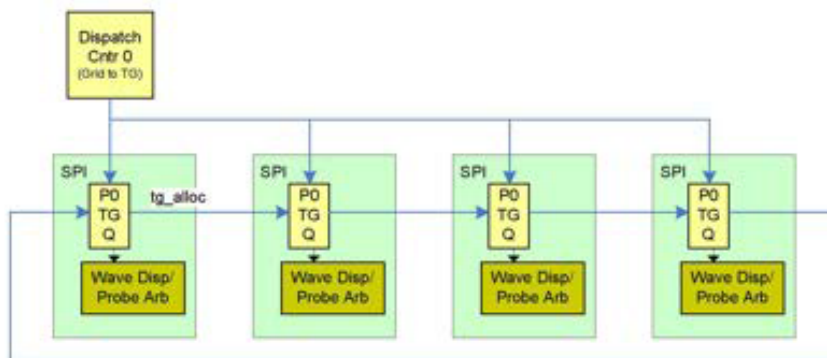 Dispatch
Cntr 0
(Grid to TG)
SPI
SPI
SPI
SPI
P0
TG
Q
tg_alloc
P0
TG
Q
P0
TG
Q
P0
TG
Q
Wave Disp/
Probe Arb
Wave Disp/
Probe Arb
Wave Disp/
Probe Arb
Wave Disp/
Probe Arb